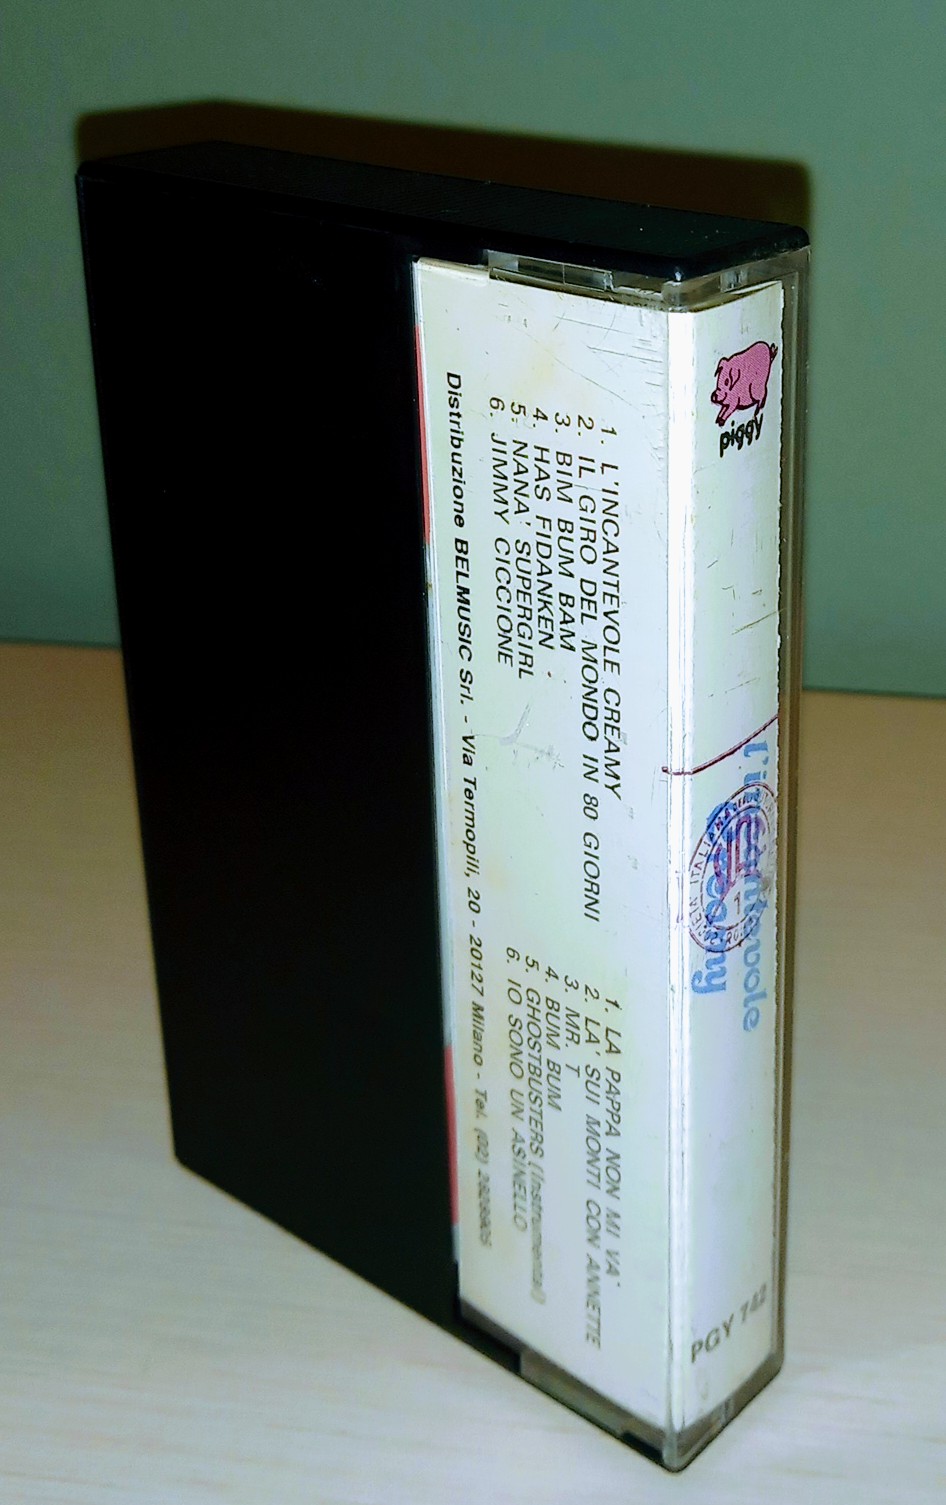 1. L'INCANTEVOLE CREAMY
2. IL GIRO DEL MONDO IN 80 GIORNI
3. BIM BUM BAM
4. HAS FIDANKEN
5. NANA' SUPERGIRL
6. JIMMY CICCIONE
1. LA PAPPA NON MI VA'
2. LA' SUI MONTI CON ANNETTE
3. MR. T
4. BUM BUM
5. GHOSTBUSTERS (Instrumental)
6. IO SONO UN ASINELLO
Distribuzione BELMUSIC Srl. - Via Termopili, 20 - 20127 Milano - Tel. (02)
piggy
l'incantevole
creamy
ITALIANA
PGY 742